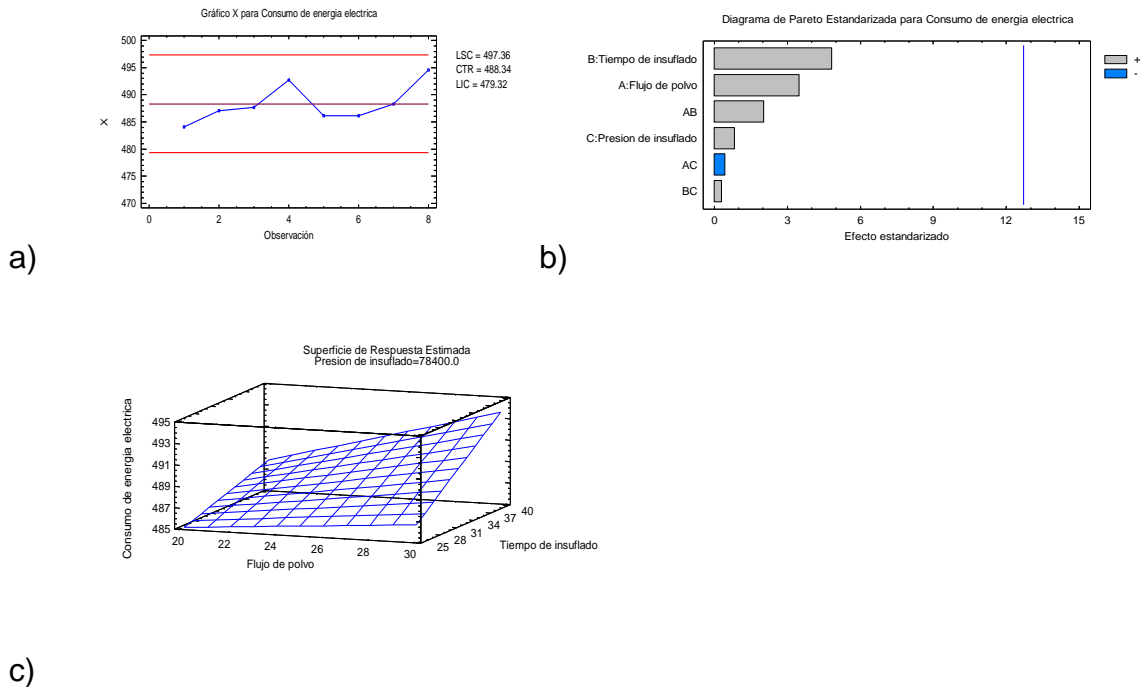 Gráfico X para Consumo de energia electrica
500
495
490
485
480
475
470
X
0 2 4 6 8
Observación
LSC = 497.36
CTR = 488.34
LIC = 479.32
a)
Diagrama de Pareto Estandarizada para Consumo de energia electrica
B:Tiempo de insuflado
A:Flujo de polvo
AB
C:Presion de insuflado
AC
BC
0 3 6 9 12 15
Efecto estandarizado
+
-
b)
Superficie de Respuesta Estimada
Presion de insuflado=78400.0
Consumo de energia electrica
495
493
491
489
487
485
20 22 24 26 28 30
Flujo de polvo
25 28 31 34 37 40
Tiempo de insuflado
c)